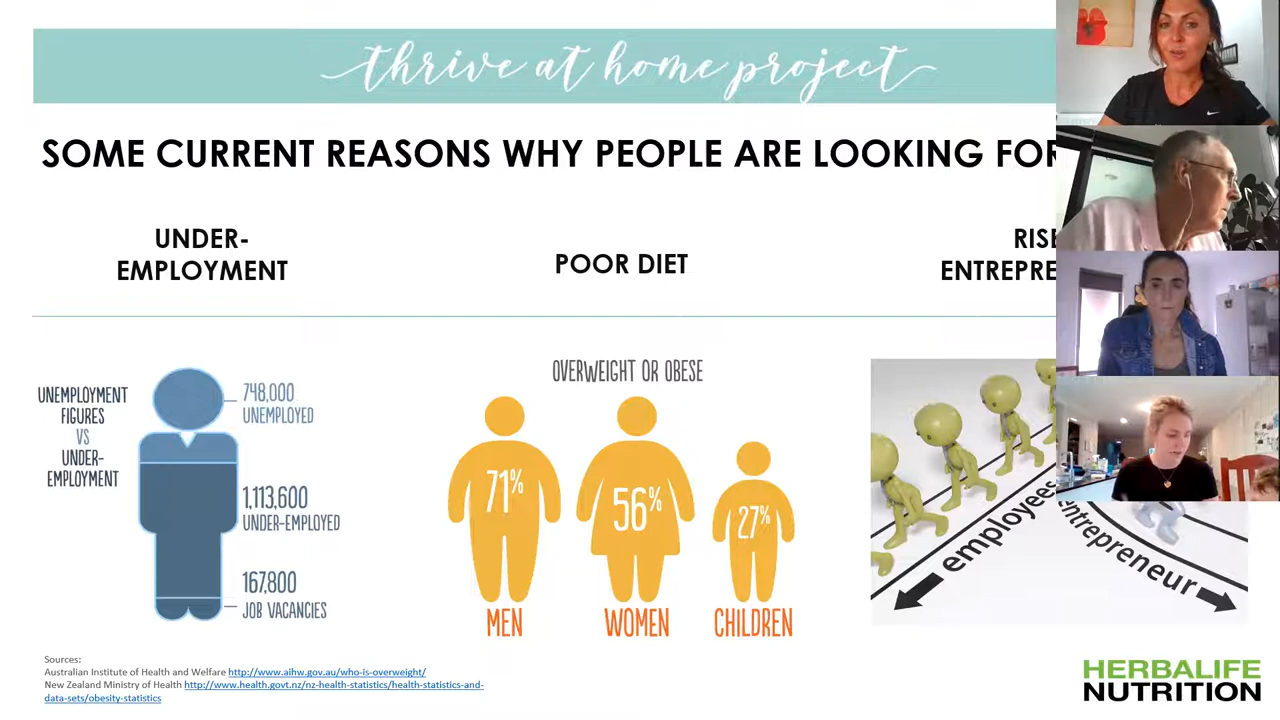 thrive at home project
SOME CURRENT REASONS WHY PEOPLE ARE LOOKING FOR
UNDER-
EMPLOYMENT
POOR DIET
RISE
ENTREPRE
UNEMPLOYMENT
FIGURES
VS
UNDER-
EMPLOYMENT
748,000
UNEMPLOYED
1,113,600
UNDER-EMPLOYED
167,800
JOB VACANCIES
OVERWEIGHT OR OBESE
71%
56%
27%
MEN
WOMEN
CHILDREN
employees
entrepreneur
Sources:
Australian Institute of Health and Welfare http://www.aihw.gov.au/who-is-overweight/
New Zealand Ministry of Health http://www.health.govt.nz/nz-health-statistics/health-statistics-and-
data-sets/obesity-statistics
HERBALIFE
NUTRITION